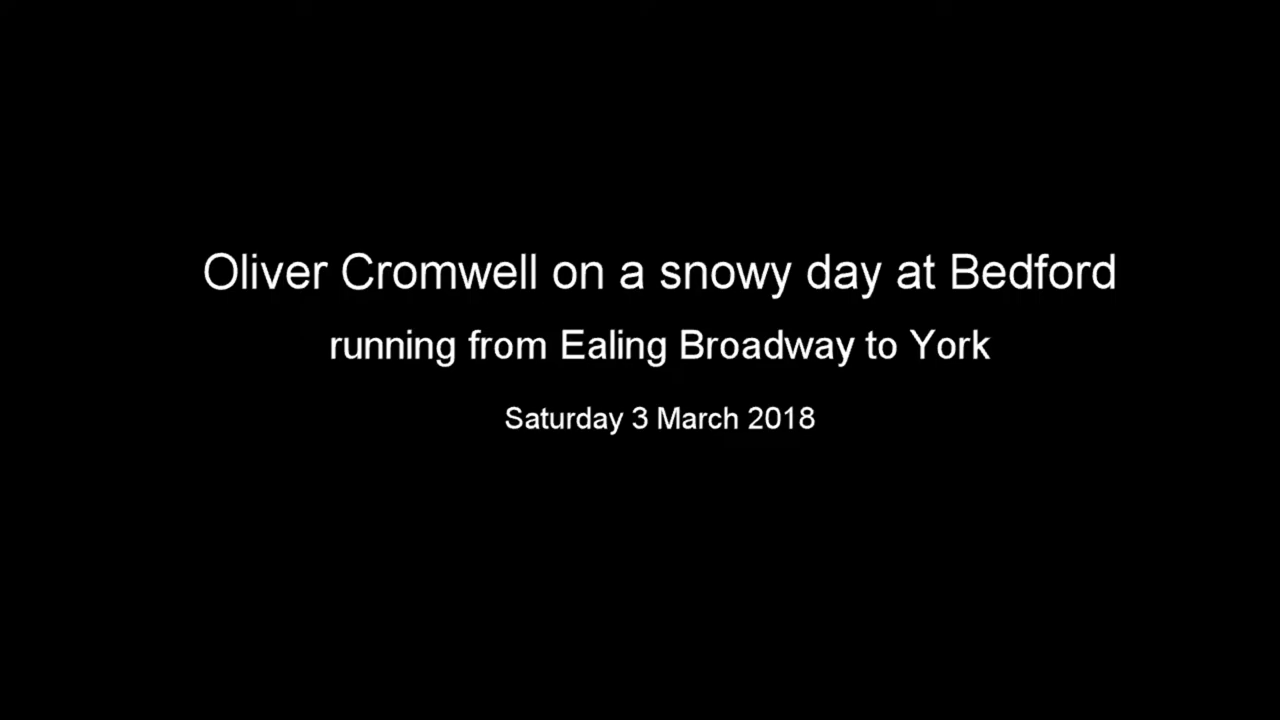 Oliver Cromwell on a snowy day at Bedford
running from Ealing Broadway to York
Saturday 3 March 2018